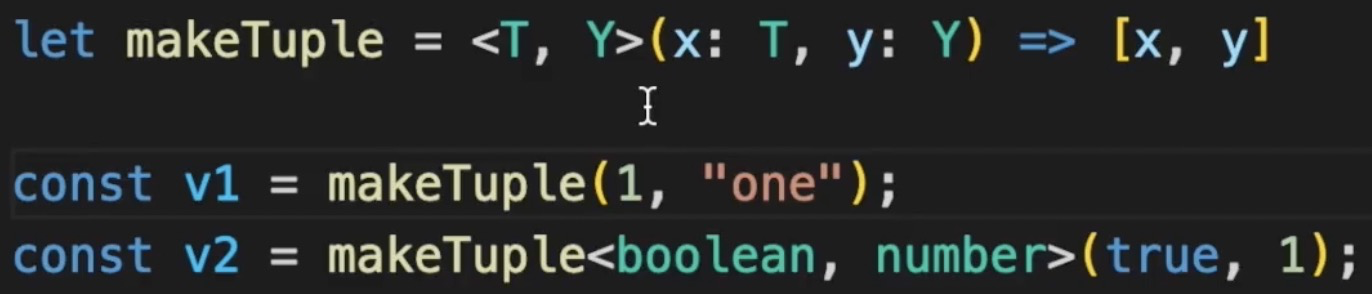 let makeTuple = <T, Y>(x: T, y: Y) => [x, y]
const v1 = makeTuple(1, "one");
const v2 = makeTuple<boolean, number>(true, 1);